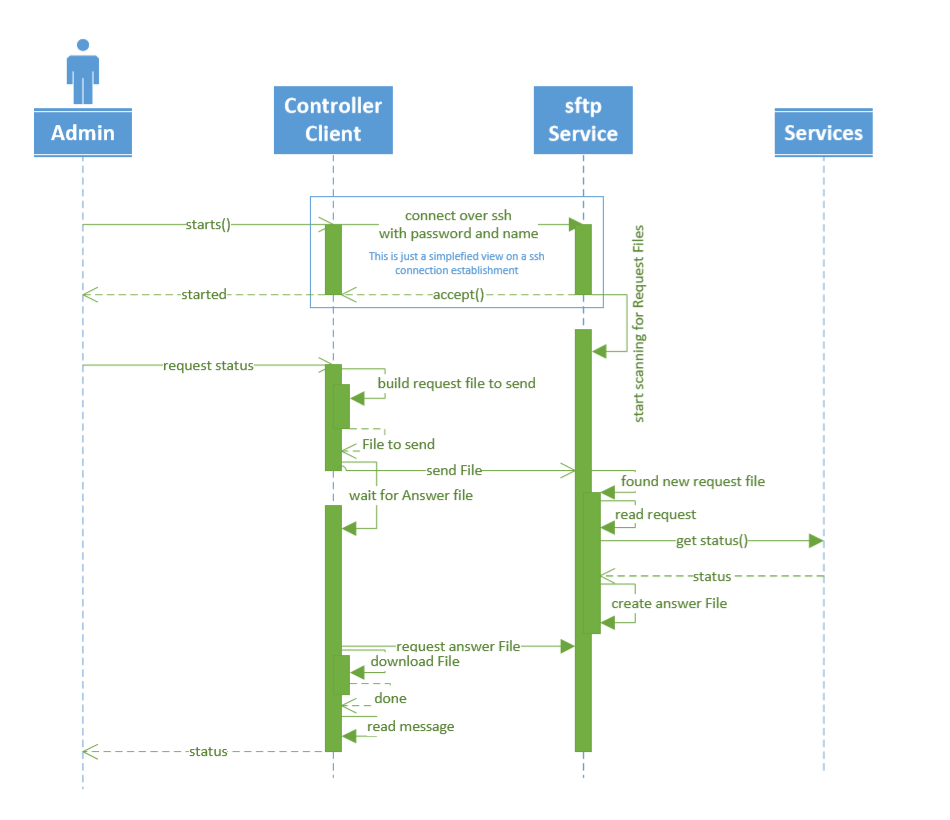 Admin
Controller
Client
sftp
Service
Services
starts()
connect over ssh
with password and name
This is just a simplefied view on a ssh
connection establishment
started
accept()
start scanning for Request Files
request status
build request file to send
File to send
send File
found new request file
wait for Answer file
read request
get status()
status
create answer File
request answer File
download File
done
read message
status